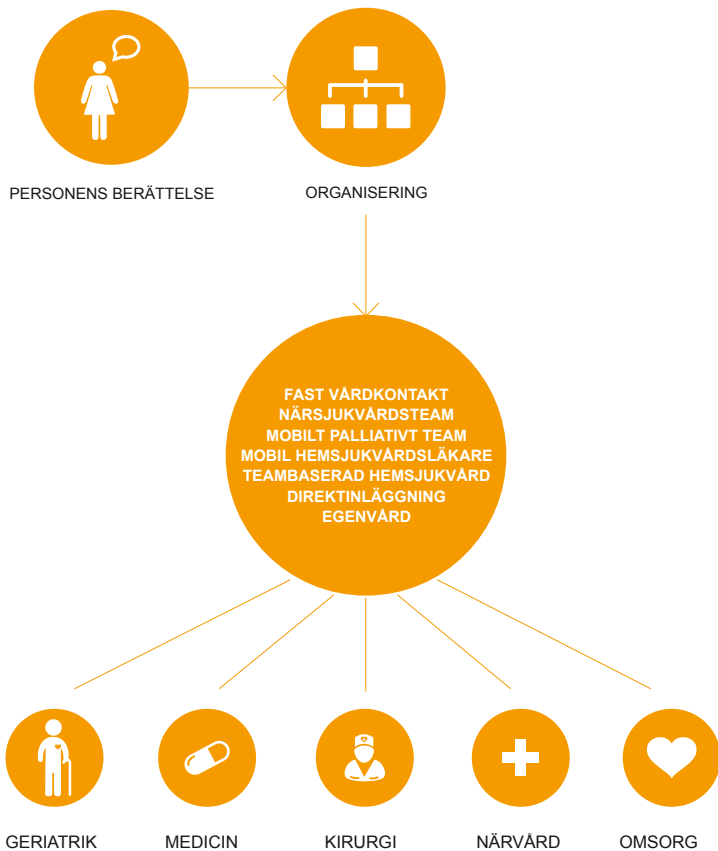 PERSONENS BERÄTTELSE
ORGANISERING
FAST VÅRDKONTAKT
NÄRSJUKVÅRDSTEAM
MOBILT PALLIATIVT TEAM
MOBIL HEMSJUKVÅRDSLÄKARE
TEAMBASERAD HEMSJUKVÅRD
DIREKTINLÄGGNING
EGENVÅRD
GERIATRIK
MEDICIN
KIRURGI
NÄRVÅRD
OMSORG